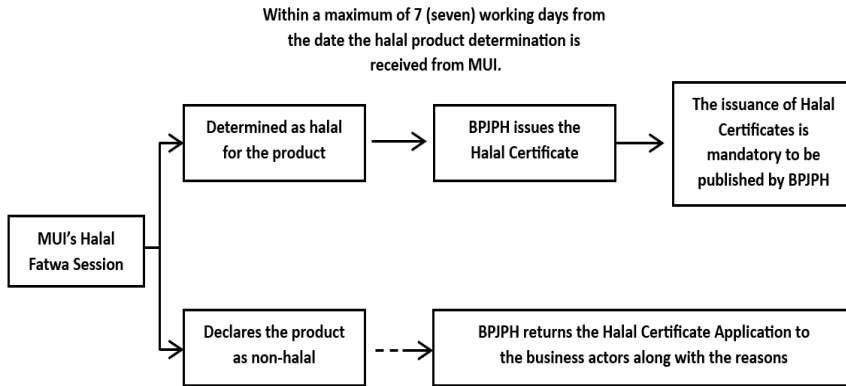 Within a maximum of 7 (seven) working days from
the date the halal product determination is
received from MUI.
Determined as halal
for the product
BPJPH issues the
Halal Certificate
The issuance of Halal
Certificates is
mandatory to be
published by BPJPH
MUI's Halal
Fatwa Session
Declares the product
as non-halal
BPJPH returns the Halal Certificate Application to
the business actors along with the reasons